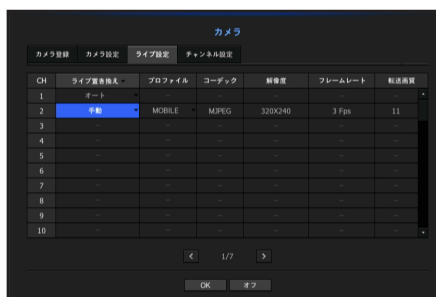 カメラ
カメラ登録 カメラ設定 ライブ設定 チャンネル設定
CH ライブ置き換え プロファイル コーデック 解像度 フレームレート 転送画質
1 オート -- -- -- -- --
2 手動 MOBILE MJPEG 320X240 3 Fps 11
3 -- -- -- -- -- --
4 -- -- -- -- -- --
5 -- -- -- -- -- --
6 -- -- -- -- -- --
7 -- -- -- -- -- --
8 -- -- -- -- -- --
9 -- -- -- -- -- --
10 -- -- -- -- -- --
< 1/7 >
OK オフ